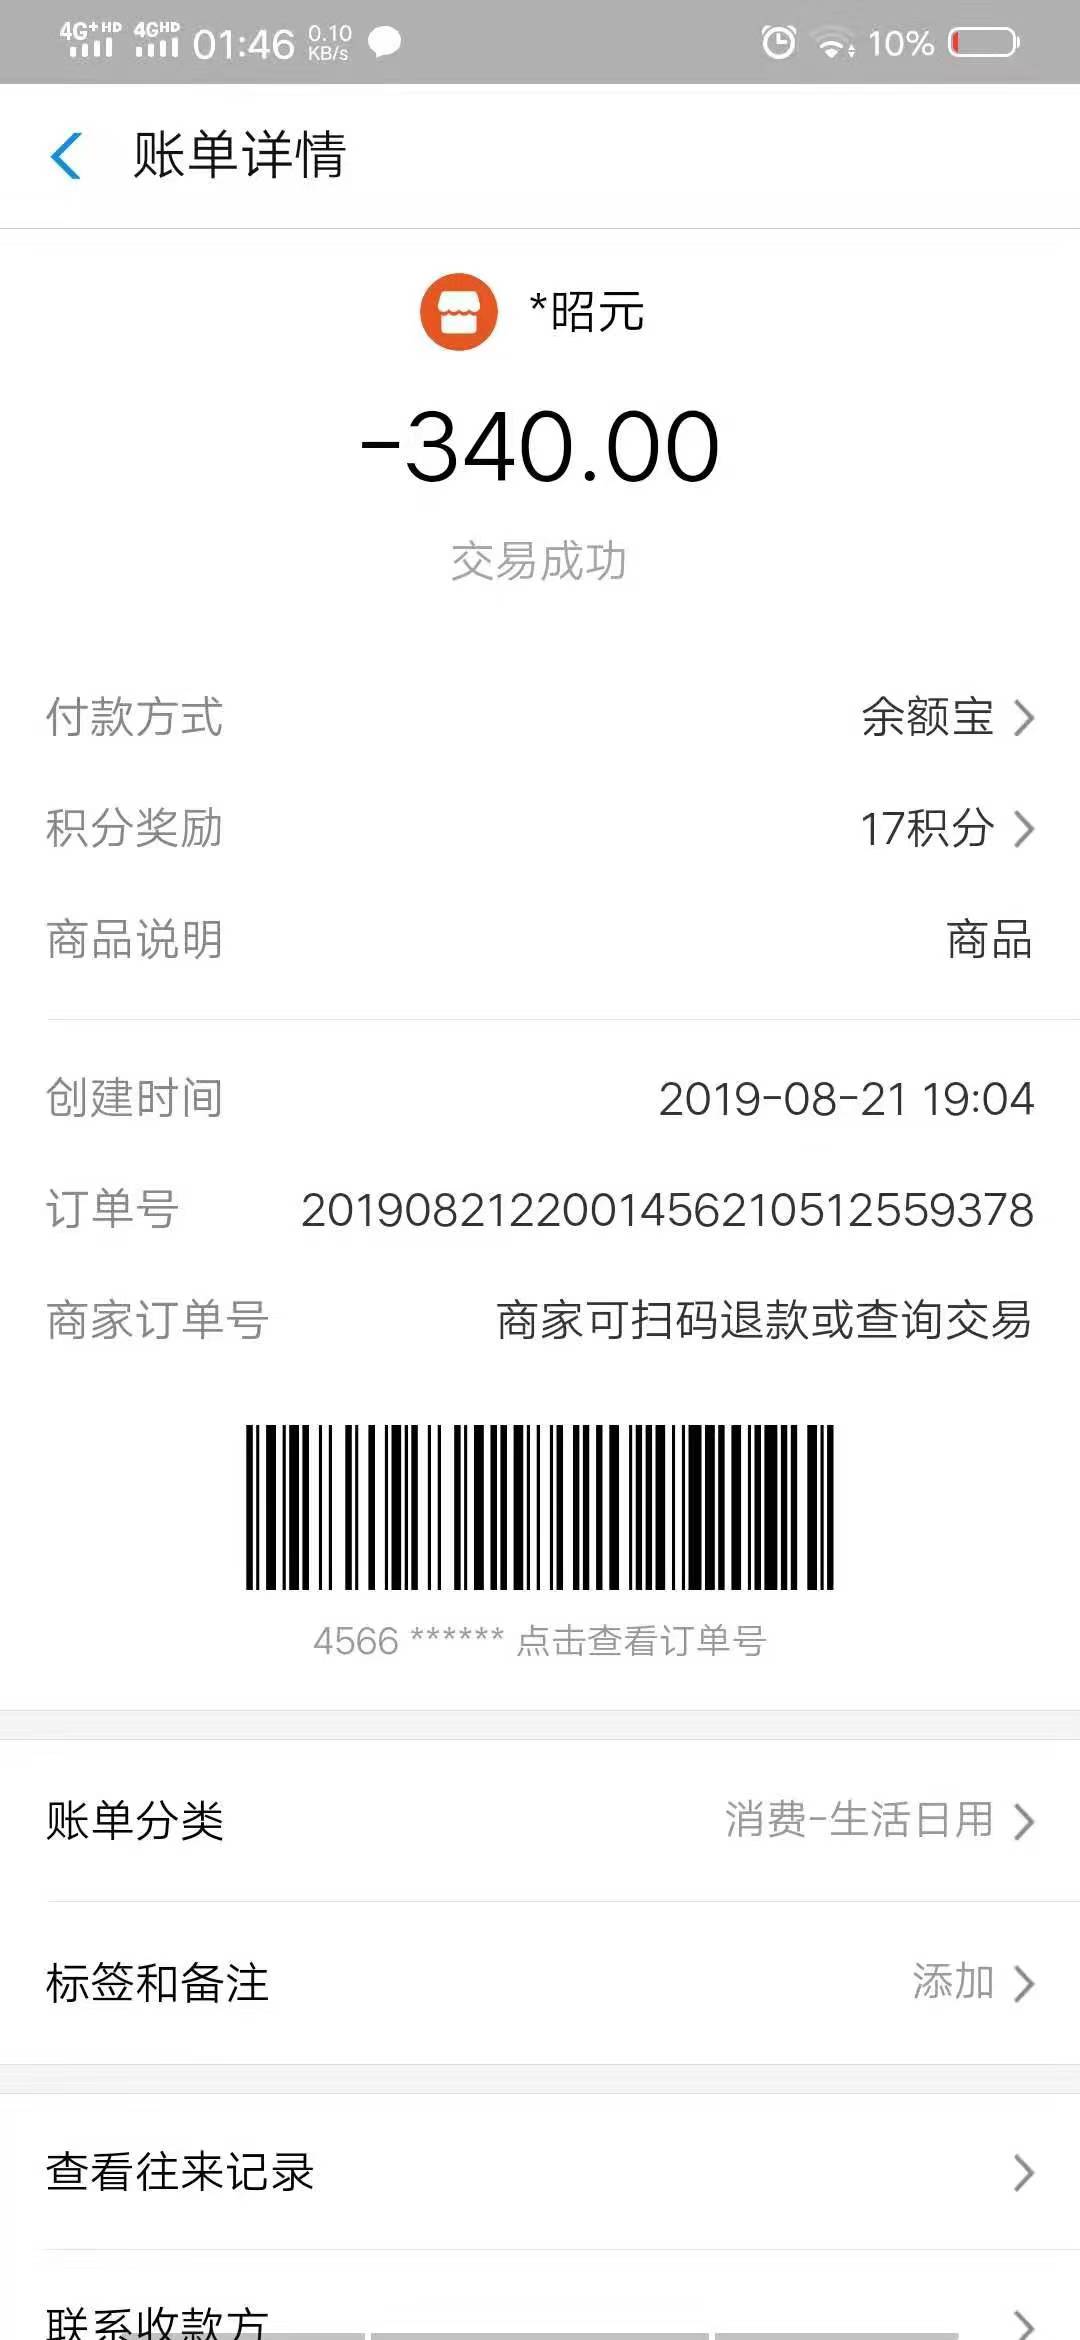 4G+HD 4GHD 01:46 0.10 KB/s 10%
账单详情
*昭元
-340.00
交易成功
付款方式 余额宝
积分奖励 17积分
商品说明 商品
创建时间 2019-08-21 19:04
订单号 2019082122001456210512559378
商家订单号 商家可扫码退款或查询交易
4566 ****** 点击查看订单号
账单分类 消费-生活日用
标签和备注 添加
查看往来记录
联系收款方